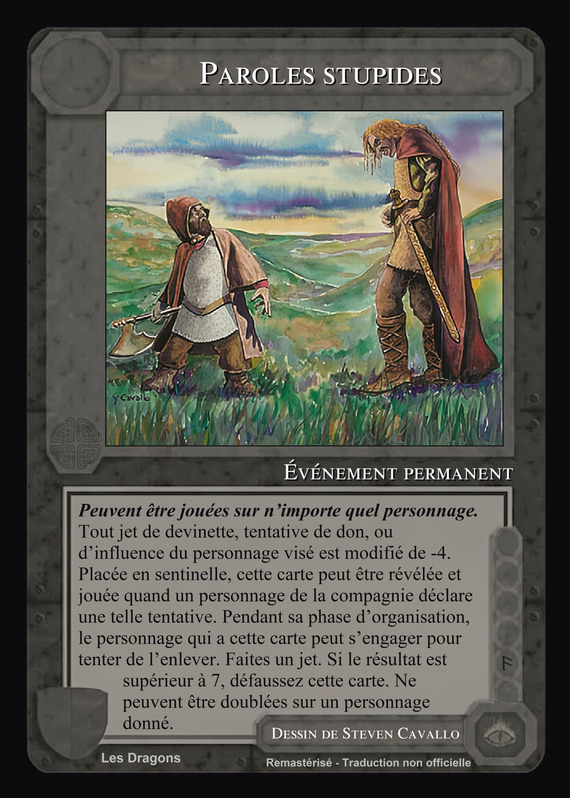 Paroles stupides
S Cavallo
Événement permanent
Peuvent être jouées sur n'importe quel personnage.
Tout jet de devinette, tentative de don, ou
d'influence du personnage visé est modifié de -4.
Placée en sentinelle, cette carte peut être révélée et
jouée quand un personnage de la compagnie déclare
une telle tentative. Pendant sa phase d'organisation,
le personnage qui a cette carte peut s'engager pour
tenter de l'enlever. Faites un jet. Si le résultat est
supérieur à 7, défaussez cette carte. Ne
peuvent être doublées sur un personnage
donné.
Dessin de Steven Cavallo
Les Dragons
Remastérisé - Traduction non officielle